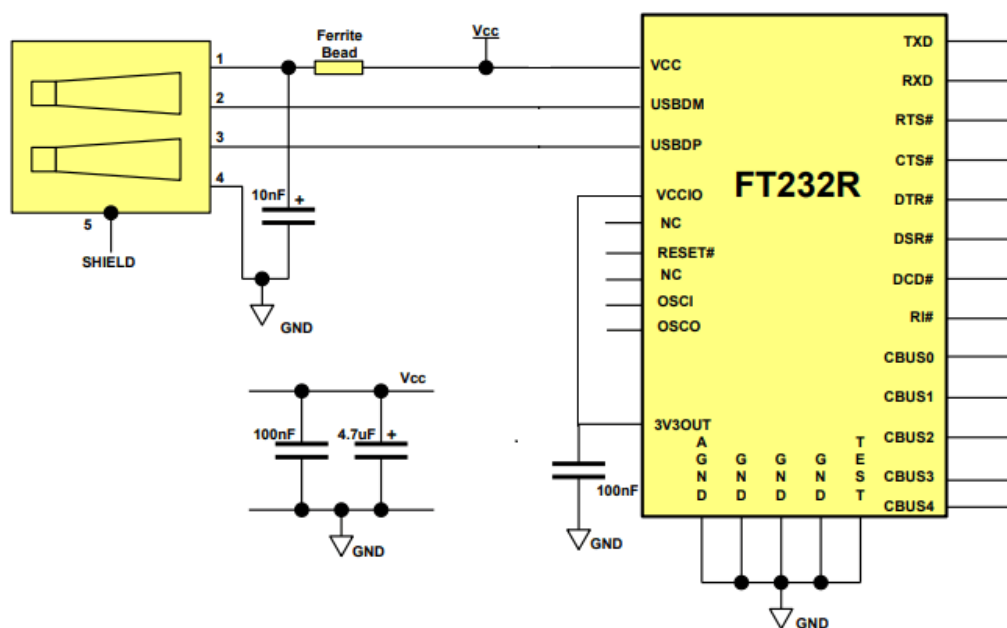 Ferrite
Bead
Vcc
1
2
3
4
5
SHIELD
10nF
+
GND
Vcc
100nF
4.7uF
+
GND
100nF
GND
FT232R
VCC
USBDM
USBDP
VCCIO
NC
RESET#
NC
OSCI
OSCO
3V3OUT
AGND
GND
GND
GND
TEST
GND
TXD
RXD
RTS#
CTS#
DTR#
DSR#
DCD#
RI#
CBUS0
CBUS1
CBUS2
CBUS3
CBUS4